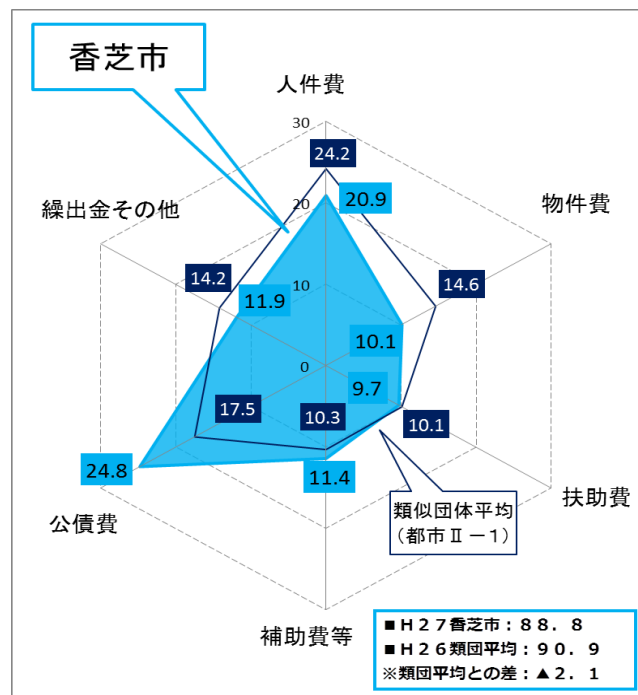 香芝市
人件費
30
24.2
20
20.9
繰出金その他
物件費
14.2
14.6
10
11.9
10.1
0
9.7
17.5
10.3
10.1
24.8
11.4
類似団体平均
（都市Ⅱ－1）
公債費
扶助費
補助費等
■Ｈ２７香芝市：８８．８
■Ｈ２６類団平均：９０．９
※類団平均との差：▲２．１